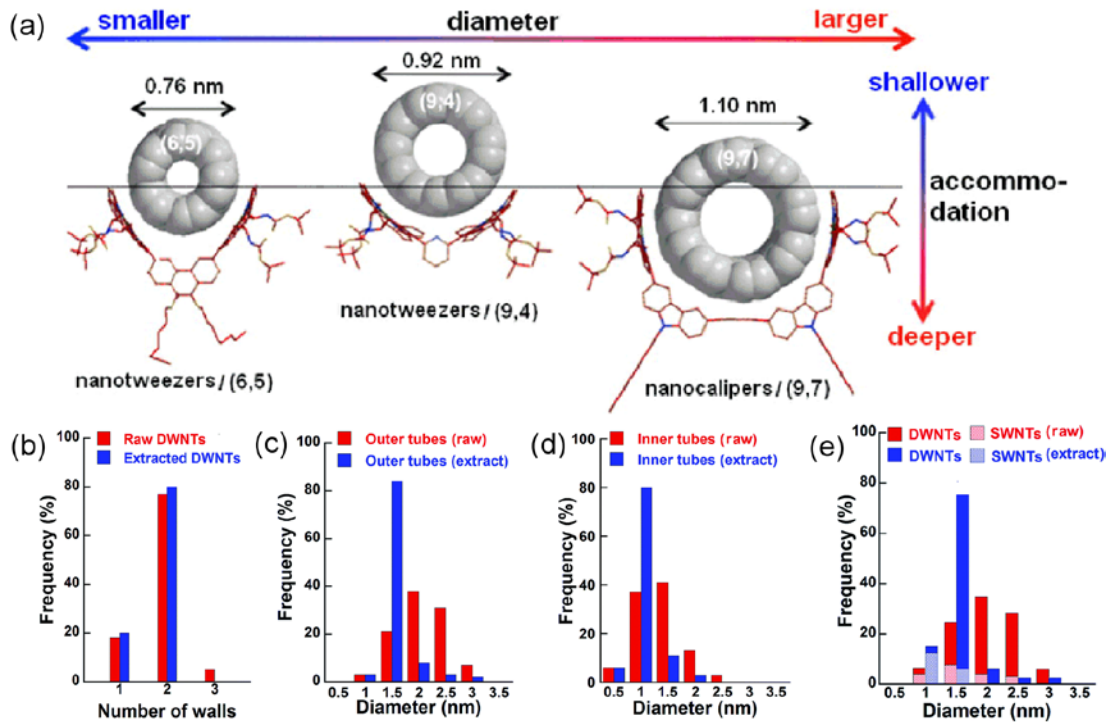 (a)
smaller
diameter
larger
0.76 nm
0.92 nm
1.10 nm
shallower
(6,5)
(9,4)
(9,7)
accommo-
dation
deeper
nanotweezers / (6,5)
nanotweezers / (9,4)
nanocalipers / (9,7)
(b)
Raw DWNTs
Extracted DWNTs
Frequency (%)
100
80
60
40
20
0
1 2 3
Number of walls
(c)
Outer tubes (raw)
Outer tubes (extract)
Frequency (%)
100
80
60
40
20
0
0.5 1 1.5 2 2.5 3 3.5
Diameter (nm)
(d)
Inner tubes (raw)
Inner tubes (extract)
Frequency (%)
100
80
60
40
20
0
0.5 1 1.5 2 2.5 3 3.5
Diameter (nm)
(e)
DWNTs SWNTs (raw)
DWNTs SWNTs (extract)
Frequency (%)
100
80
60
40
20
0
0.5 1 1.5 2 2.5 3 3.5
Diameter (nm)